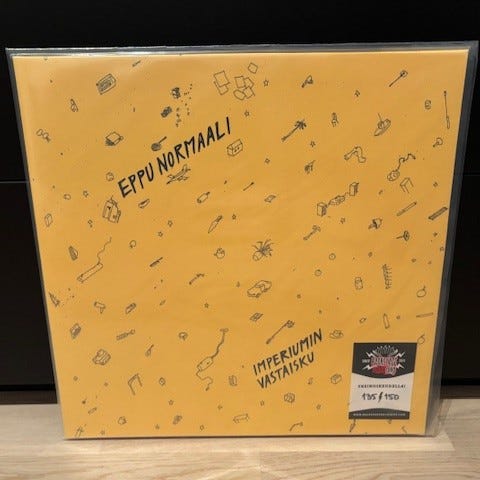 EPPU NORMAALI
IMPERIUMIN
VASTAISKU
135/150